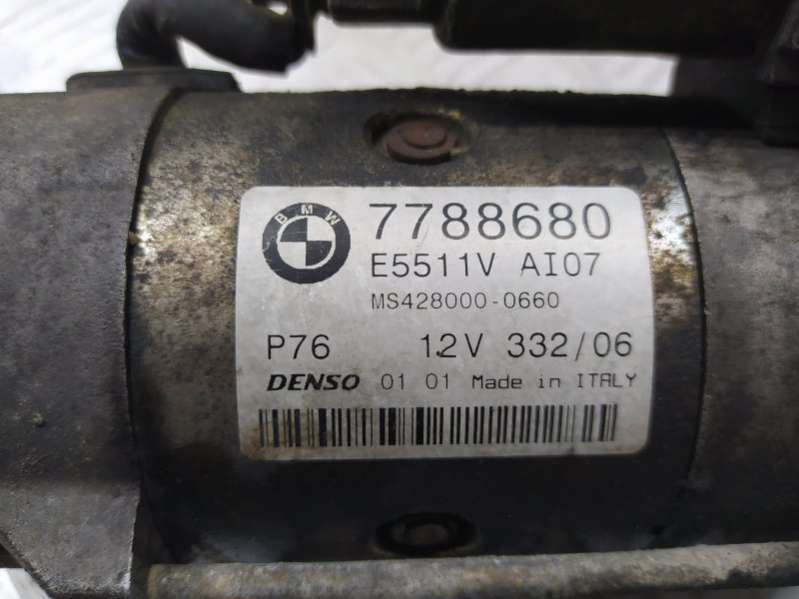 BMW
7788680
E5511V AI07
MS428000-0660
P76 12V 332/06
DENSO 01 01 Made in ITALY